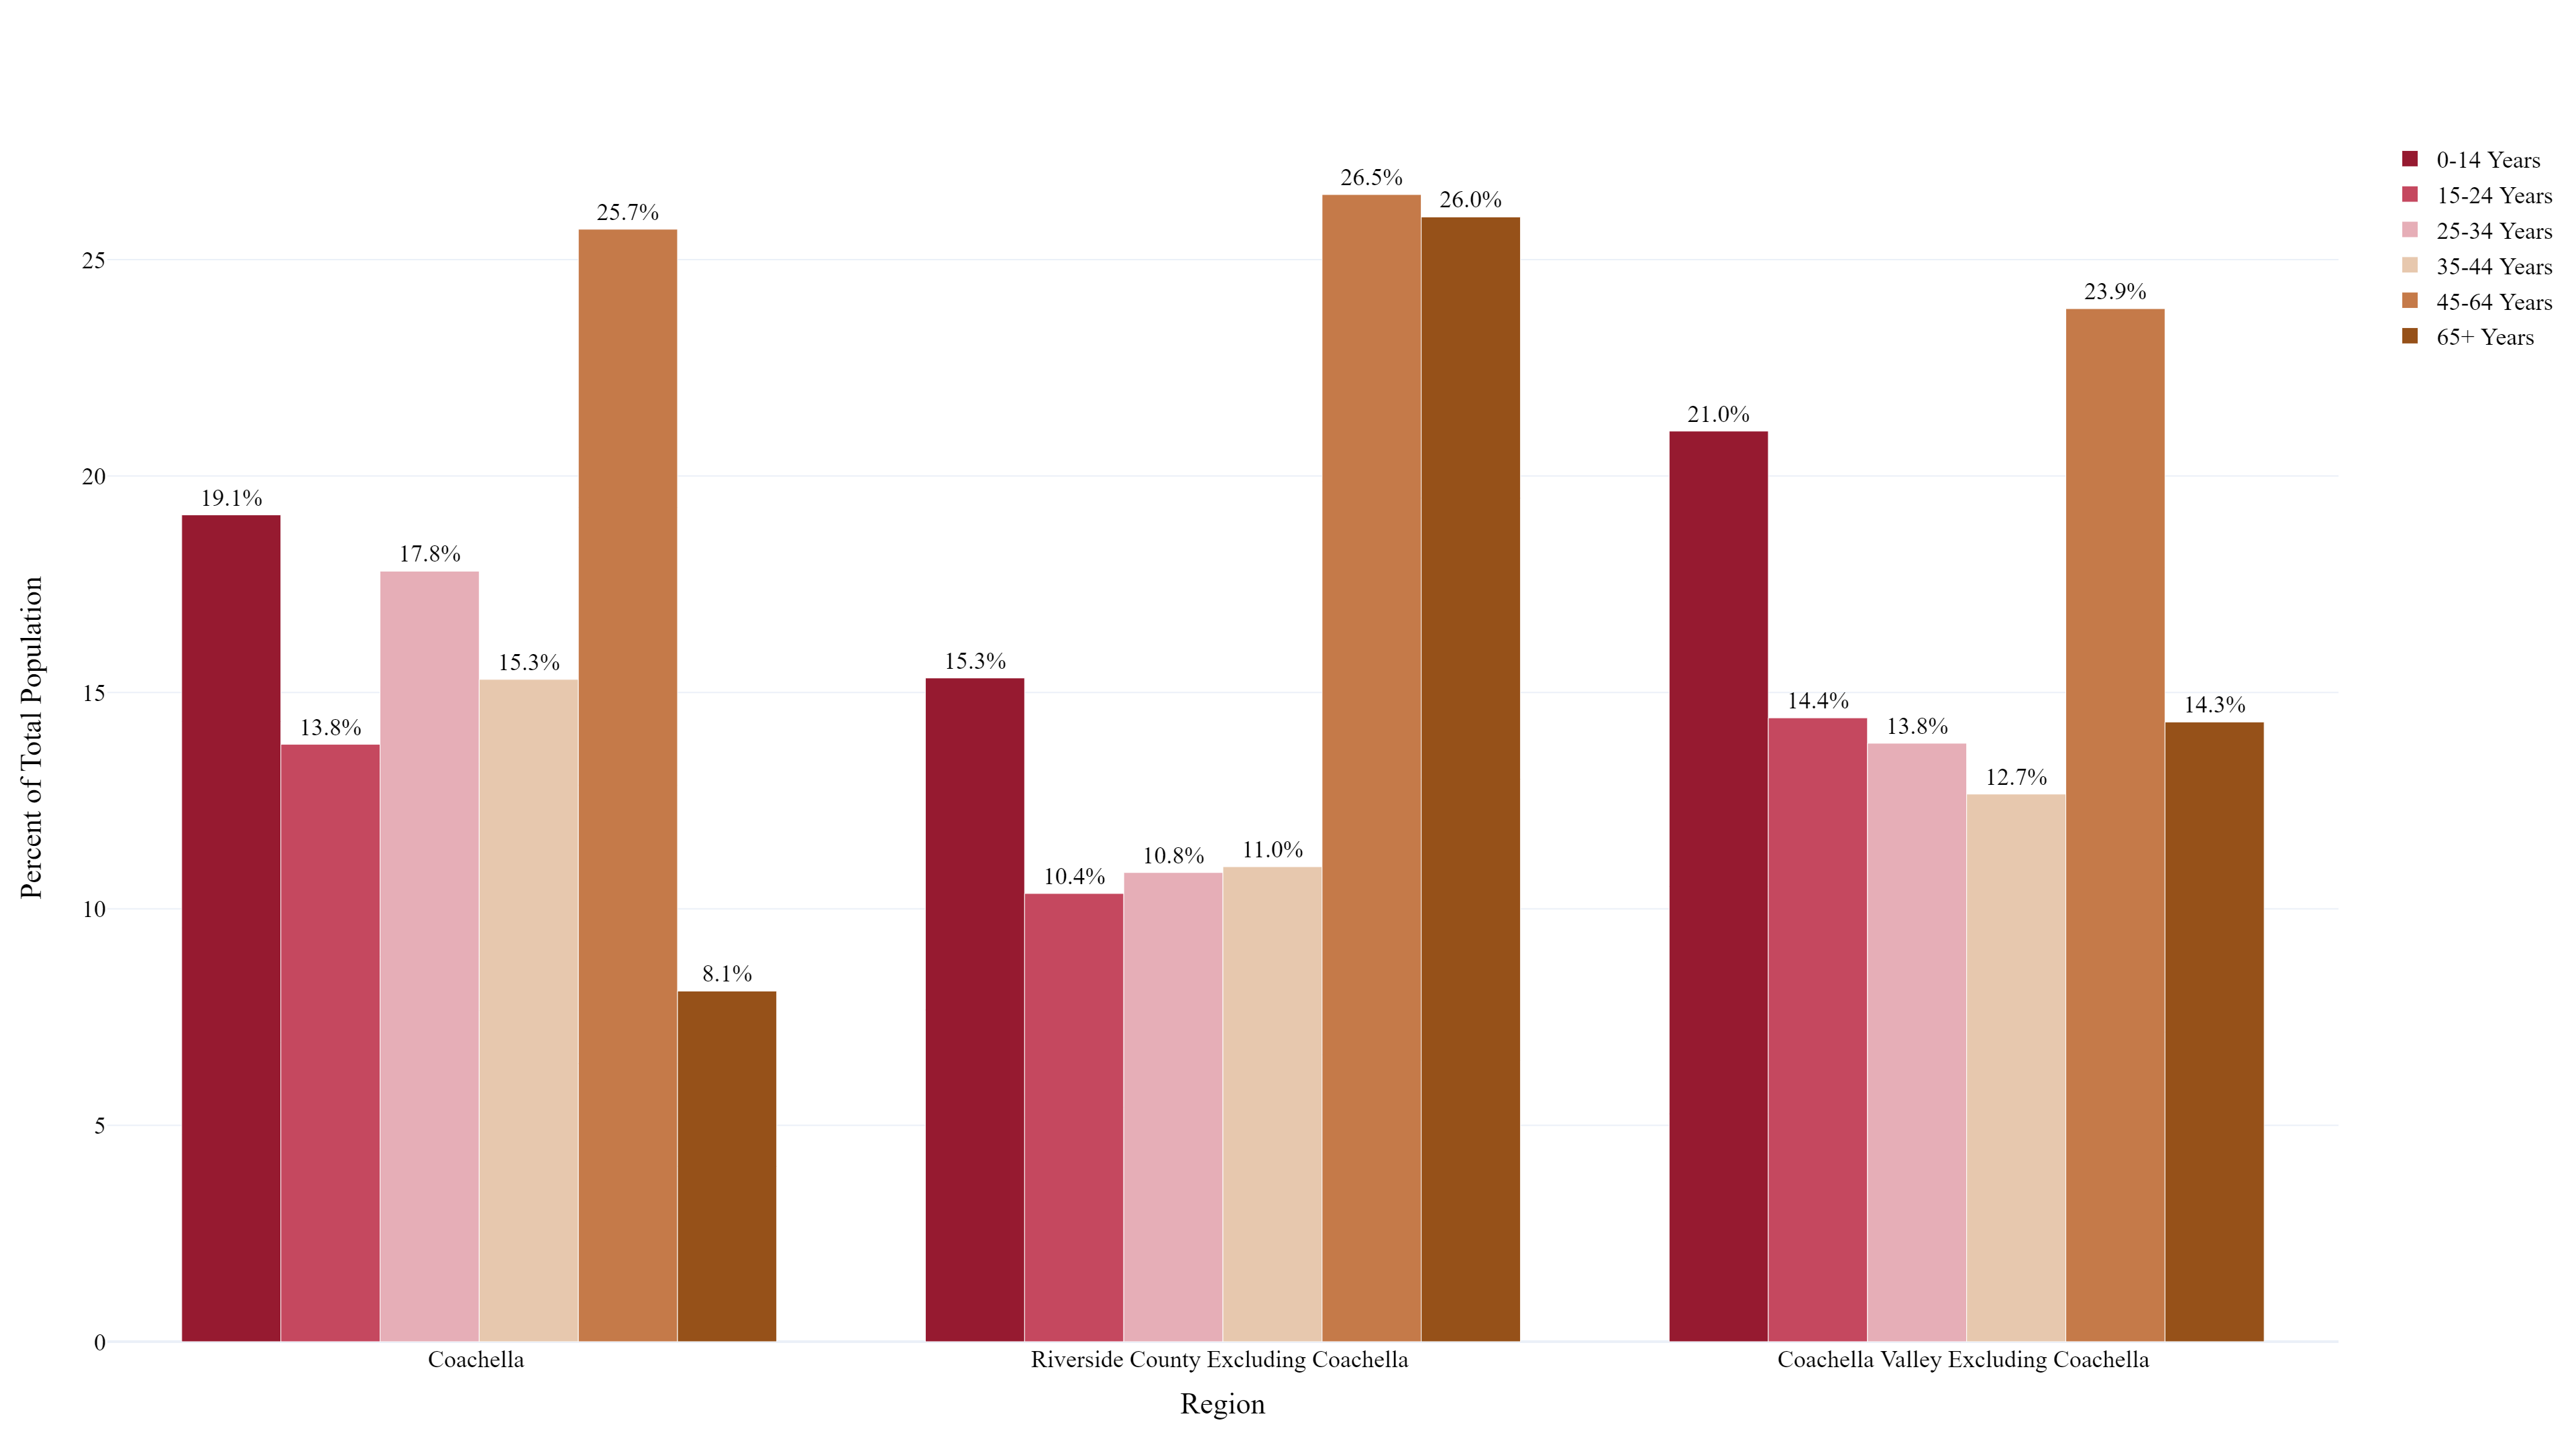 0-14 Years
15-24 Years
25-34 Years
35-44 Years
45-64 Years
65+ Years
Percent of Total Population
25
20
15
10
5
0
19.1%
13.8%
17.8%
15.3%
25.7%
8.1%
15.3%
10.4%
10.8%
11.0%
26.5%
26.0%
21.0%
14.4%
13.8%
12.7%
23.9%
14.3%
Coachella
Riverside County Excluding Coachella
Coachella Valley Excluding Coachella
Region